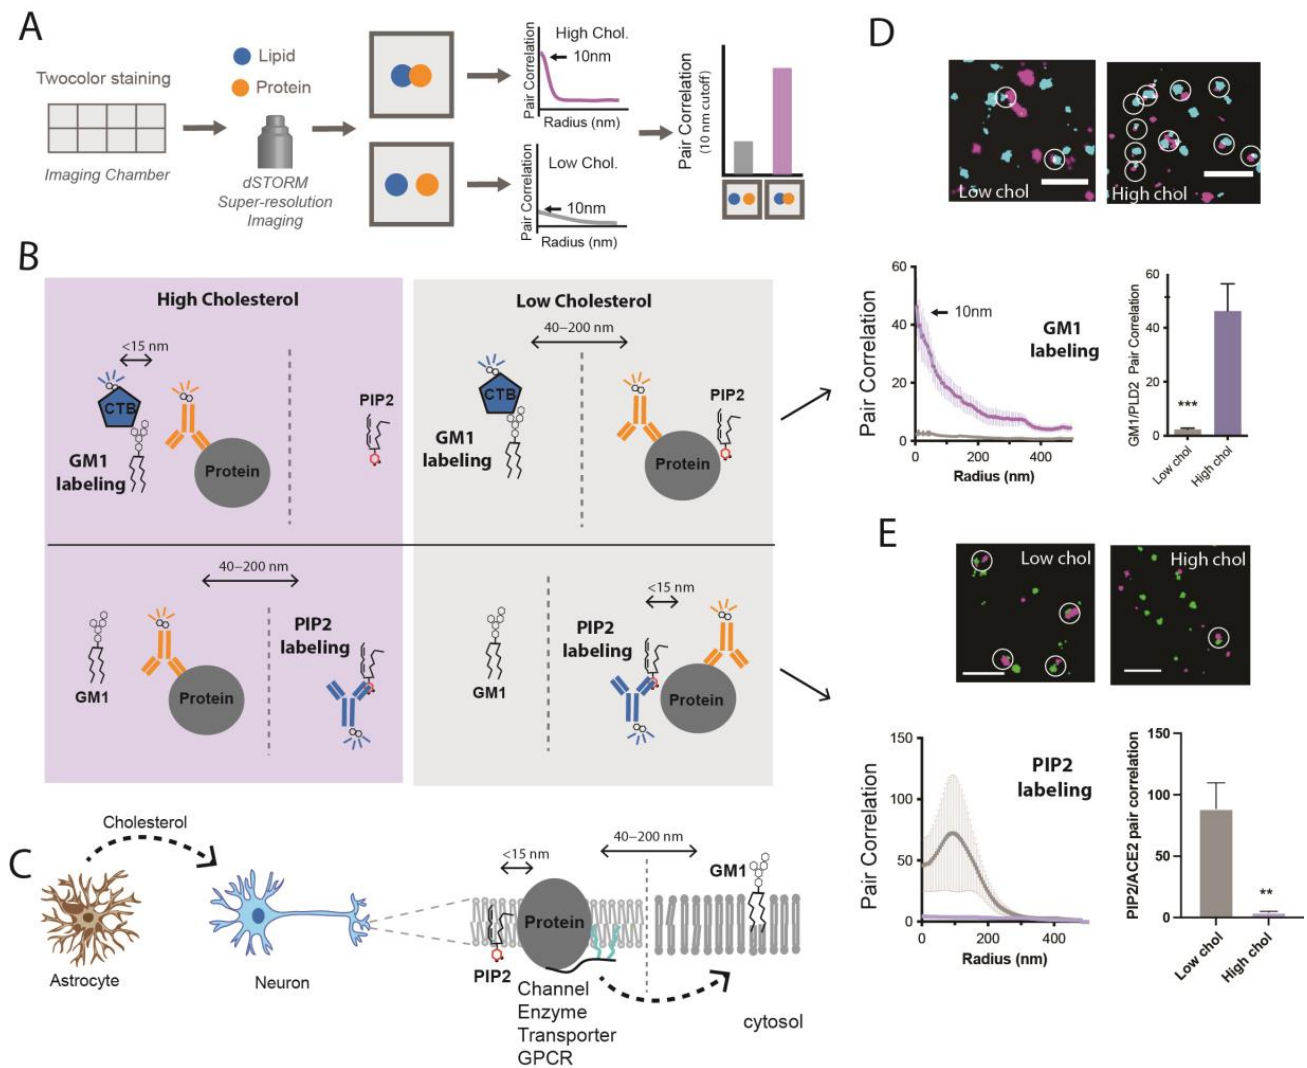 A
Twocolor staining
Imaging Chamber
Lipid
Protein
dSTORM
Super-resolution
Imaging
Pair Correlation
High Chol.
10nm
Radius (nm)
Pair Correlation
Low Chol.
10nm
Radius (nm)
Pair Correlation
(10 nm cutoff)
B
High Cholesterol
<15 nm
CTB
GM1
labeling
Protein
PIP2
Low Cholesterol
40–200 nm
CTB
GM1
labeling
Protein
PIP2
40–200 nm
GM1
Protein
PIP2
labeling
<15 nm
GM1
PIP2
labeling
Protein
C
Cholesterol
Astrocyte
Neuron
<15 nm
40–200 nm
GM1
Protein
PIP2
Channel
Enzyme
Transporter
GPCR
cytosol
D
Low chol
High chol
Pair Correlation
60
40
20
0
10nm
GM1
labeling
0
200
400
Radius (nm)
GM1/PLD2 Pair Correlation
60
40
60
0
***
Low chol
High chol
E
Low chol
High chol
Pair Correlation
150
100
50
0
PIP2
labeling
0
200
400
Radius (nm)
PIP2/ACE2 pair correlation
150
100
50
0
**
Low chol
High chol